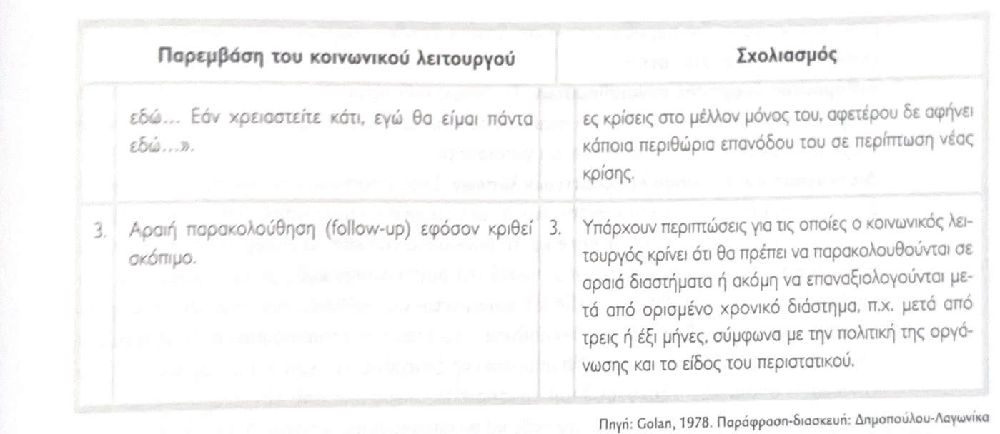 Παρεμβάση του κοινωνικού λειτουργού
Σχολιασμός
εδώ... Εάν χρειαστείτε κάτι, εγώ θα είμαι πάντα
εδώ...».
ες κρίσεις στο μέλλον μόνος του, αφετέρου δε αφήνει
κάποια περιθώρια επανόδου του σε περίπτωση νέας
κρίσης.
3. Αραιή παρακολούθηση (follow-up) εφόσον κριθεί
σκόπιμο.
3. Υπάρχουν περιπτώσεις για τις οποίες ο κοινωνικός λει-
τουργός κρίνει ότι θα πρέπει να παρακολουθούνται σε
αραιά διαστήματα ή ακόμη να επαναξιολογούνται με-
τά από ορισμένο χρονικό διάστημα, π.χ. μετά από
τρεις ή έξι μήνες, σύμφωνα με την πολιτική της οργά-
νωσης και το είδος του περιστατικού.
Πηγή: Golan, 1978. Παράφραση-διασκευή: Δημοπούλου-Λαγωνίκα